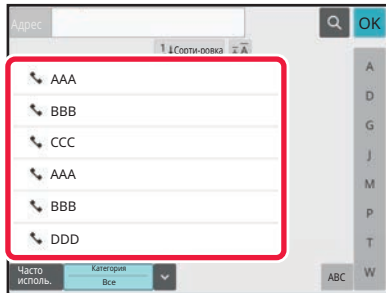 Адрес
OK
1 ↓Сорти-ровка
AAA
BBB
CCC
AAA
BBB
DDD
A
D
G
J
M
P
T
W
Часто
исполь.
Категория
Все
ABC